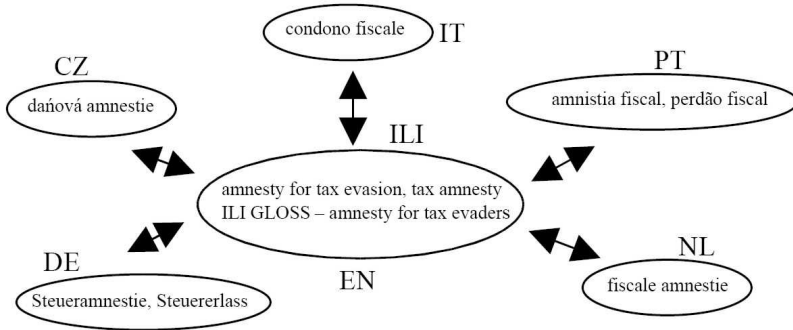 condono fiscale
IT
CZ
dańová amnestie
PT
amnistia fiscal, perdão fiscal
ILI
amnesty for tax evasion, tax amnesty
ILI GLOSS – amnesty for tax evaders
EN
DE
Steueramnestie, Steuererlass
NL
fiscale amnestie